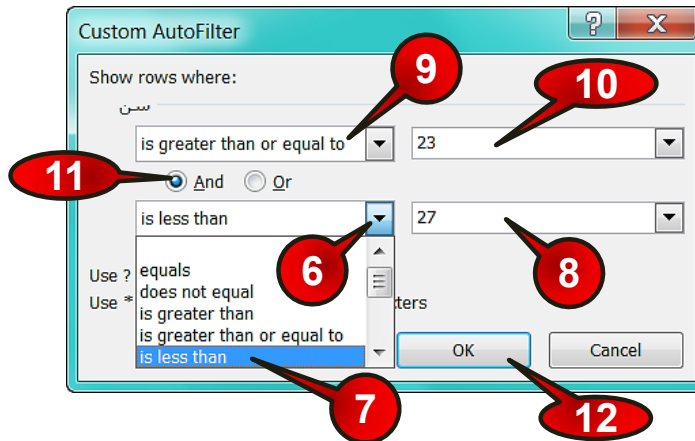 Custom AutoFilter
Show rows where:
سن
is greater than or equal to 23
And Or
is less than 27
equals
does not equal
is greater than
is greater than or equal to
is less than
Use ?
Use *
OK Cancel
9
10
11
6
8
7
12